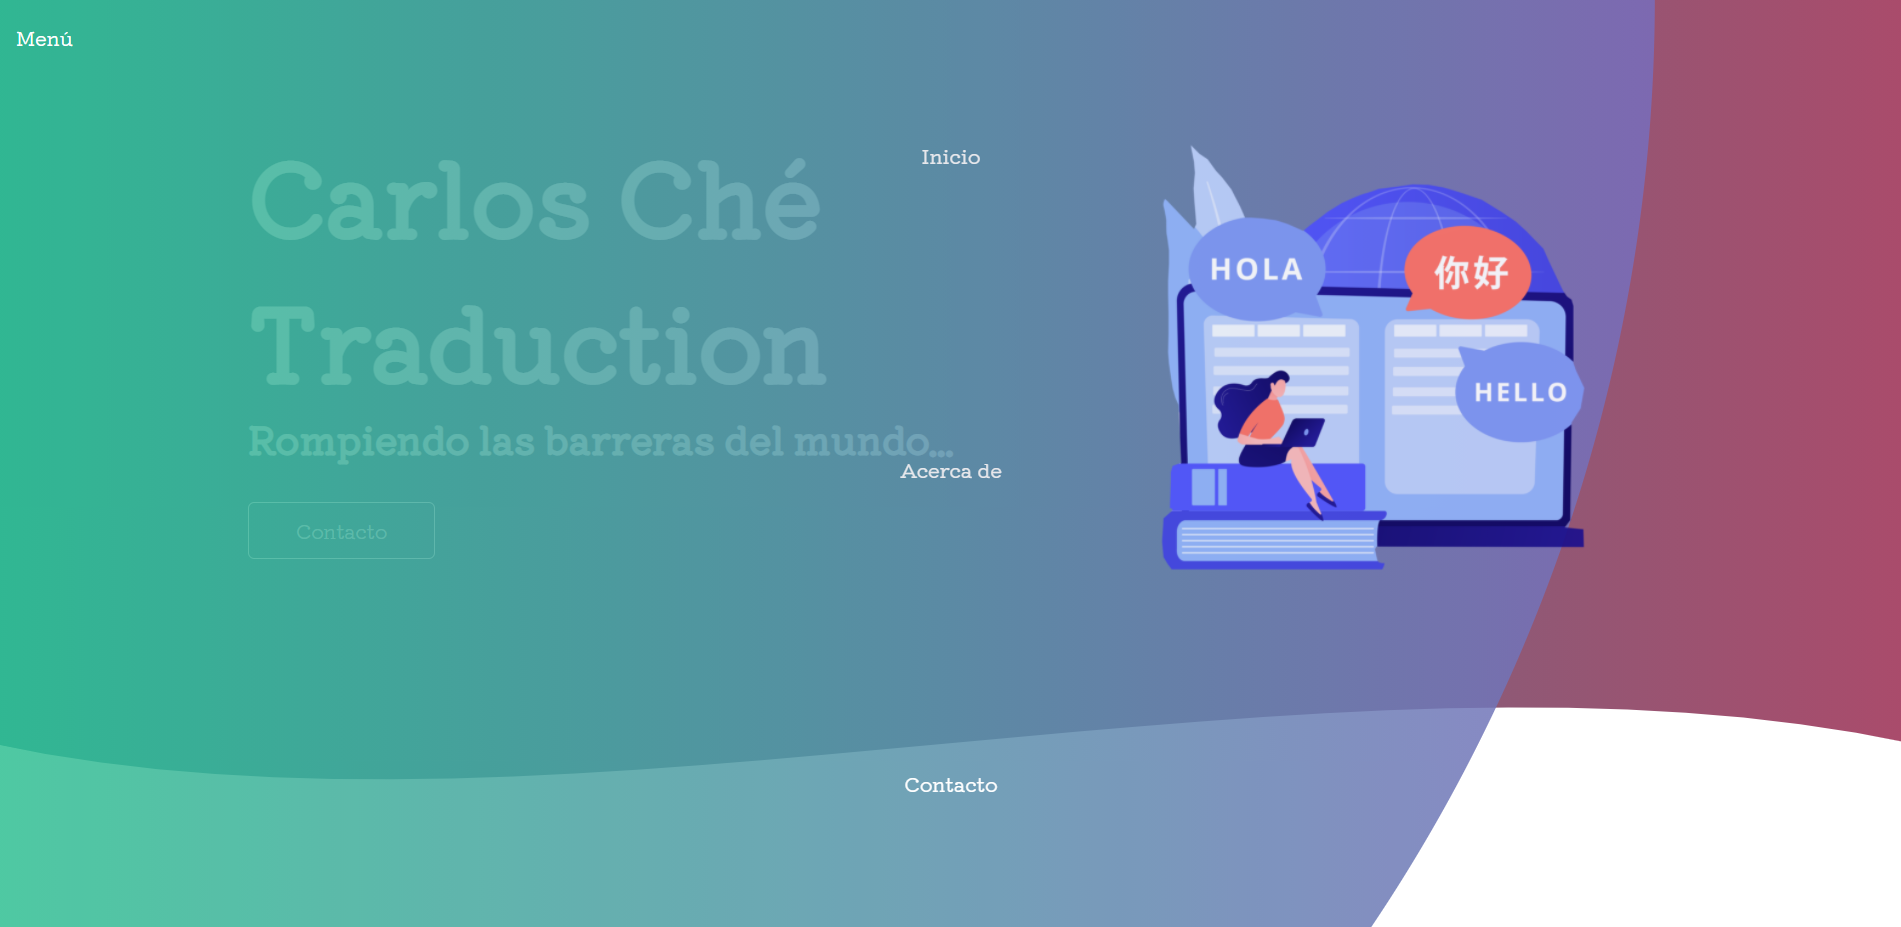 Menú
Inicio
Carlos Ché
Traduction
Rompiendo las barreras del mundo...
Acerca de
Contacto
HOLA
你好
HELLO
Contacto